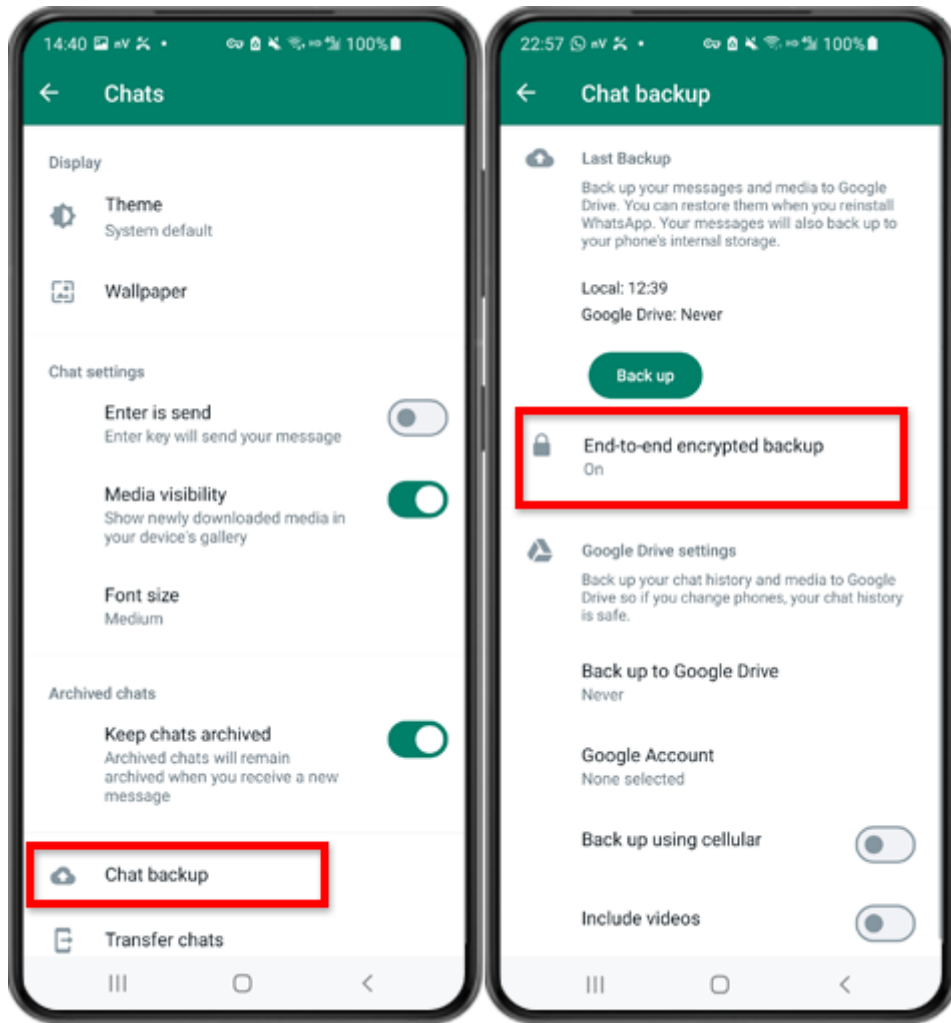 14:40
100%
Chats
Display
Theme
System default
Wallpaper
Chat settings
Enter is send
Enter key will send your message
Media visibility
Show newly downloaded media in
your device's gallery
Font size
Medium
Archived chats
Keep chats archived
Archived chats will remain
archived when you receive a new
message
Chat backup
Transfer chats
22:57
100%
Chat backup
Last Backup
Back up your messages and media to Google
Drive. You can restore them when you reinstall
WhatsApp. Your messages will also back up to
your phone's internal storage.
Local: 12:39
Google Drive: Never
Back up
End-to-end encrypted backup
On
Google Drive settings
Back up your chat history and media to Google
Drive so if you change phones, your chat history
is safe.
Back up to Google Drive
Never
Google Account
None selected
Back up using cellular
Include videos